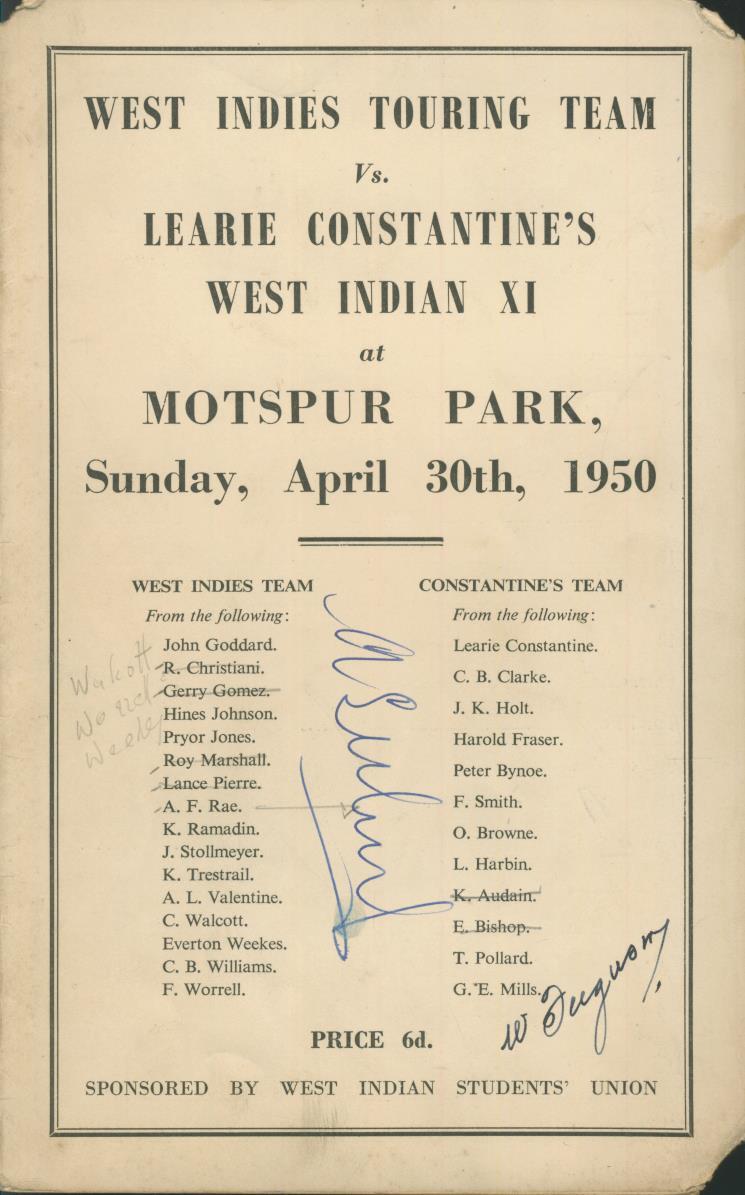 WEST INDIES TOURING TEAM
Vs.
LEARIE CONSTANTINE'S
WEST INDIAN XI
at
MOTSPUR PARK,
Sunday, April 30th, 1950
WEST INDIES TEAM
From the following:
John Goddard.
R. Christiani.
Gerry Gomez.
Hines Johnson.
Pryor Jones.
Roy Marshall.
Lance Pierre.
A. F. Rae.
K. Ramadin.
J. Stollmeyer.
K. Trestrail.
A. L. Valentine.
C. Walcott.
Everton Weekes.
C. B. Williams.
F. Worrell.
Walcott
CONSTANTINE'S TEAM
From the following:
Learie Constantine.
C. B. Clarke.
J. K. Holt.
Harold Fraser.
Peter Bynoe.
F. Smith.
O. Browne.
L. Harbin.
K. Audain.
E. Bishop.
T. Pollard.
G. E. Mills.
W Ferguson
PRICE 6d.
SPONSORED BY WEST INDIAN STUDENTS' UNION